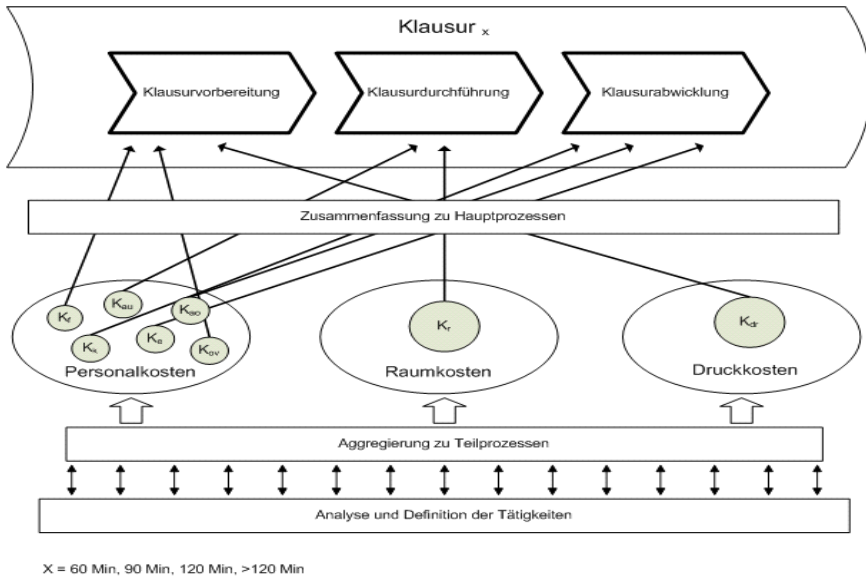 Klausur x
Klausurvorbereitung
Klausurdurchführung
Klausurabwicklung
Zusammenfassung zu Hauptprozessen
Kf
Kau
Kao
Kk
Ke
Kov
Personalkosten
Kr
Raumkosten
Kdr
Druckkosten
Aggregierung zu Teilprozessen
Analyse und Definition der Tätigkeiten
X = 60 Min, 90 Min, 120 Min, >120 Min